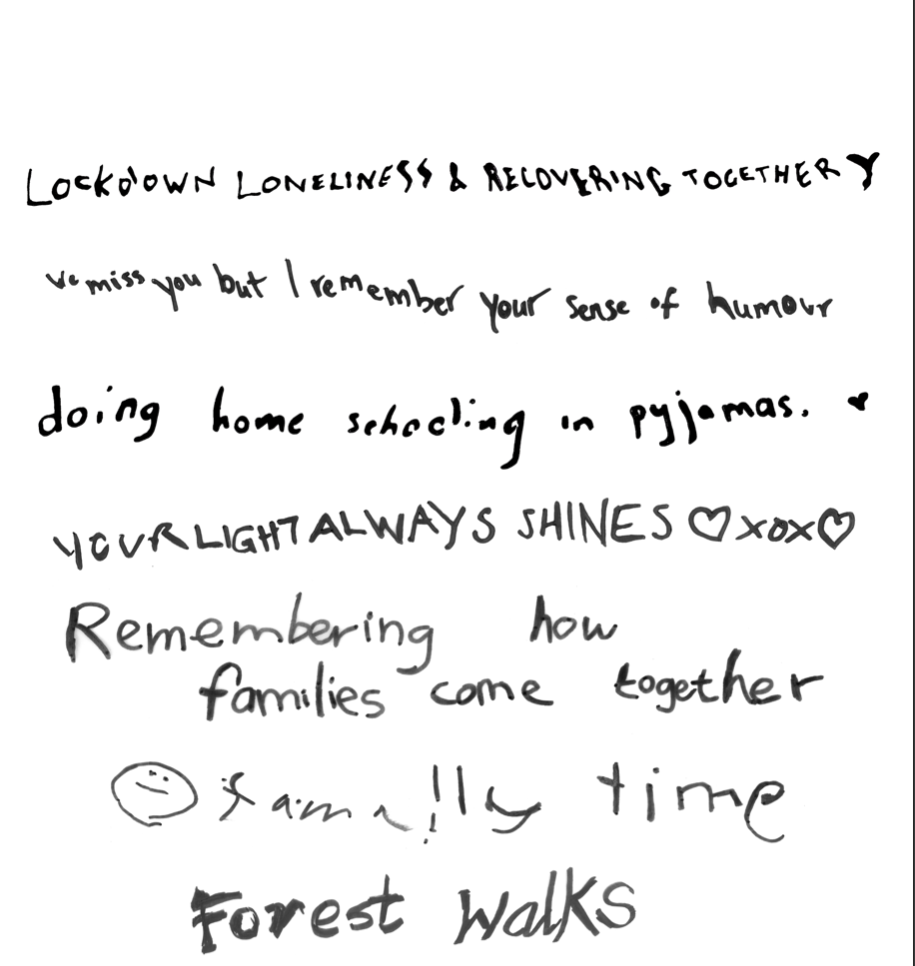 LOCKDOWN LONELINESS & RECOVERING TOGETHER
we miss you but I remember your sense of humour
doing home schooling in pyjamas.
YOUR LIGHT ALWAYS SHINES ♡xox♡
Remembering how
families come together
time
Forest walks